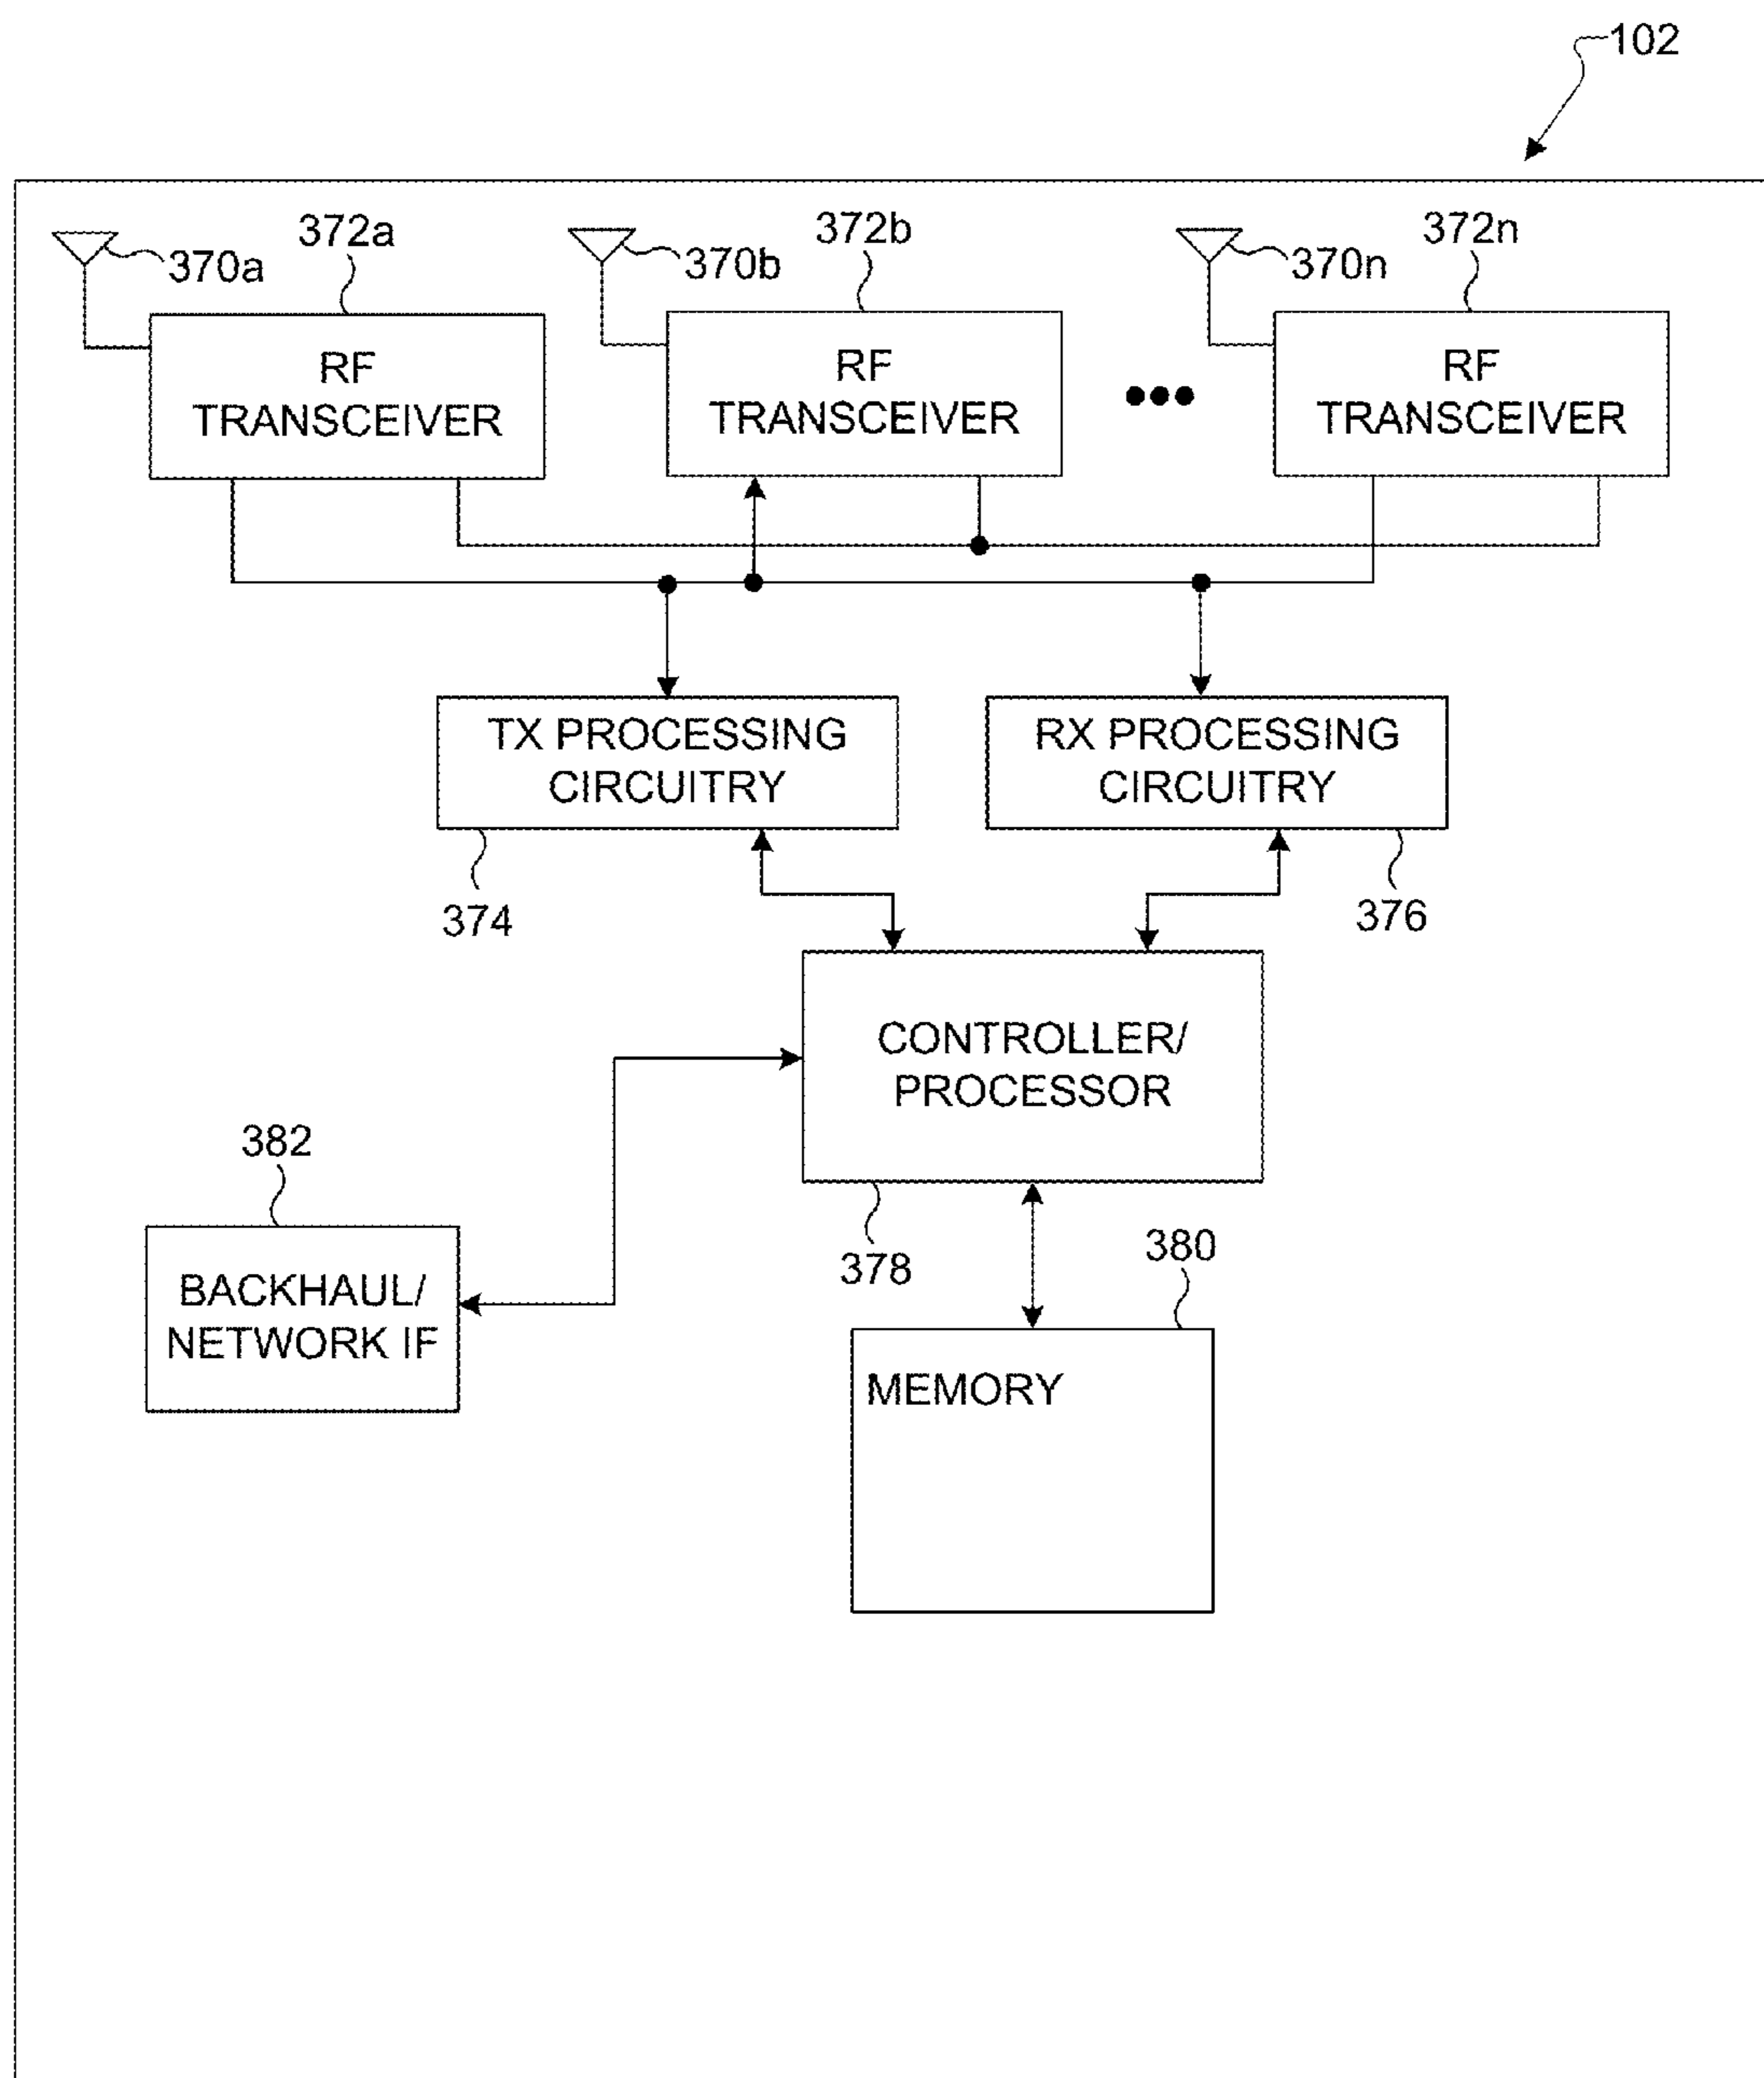 102
372a
372b
372n
370a
370b
370n
RF
TRANSCEIVER
RF
TRANSCEIVER
RF
TRANSCEIVER
TX PROCESSING
CIRCUITRY
RX PROCESSING
CIRCUITRY
374
376
CONTROLLER/
PROCESSOR
382
378
380
BACKHAUL/
NETWORK IF
MEMORY